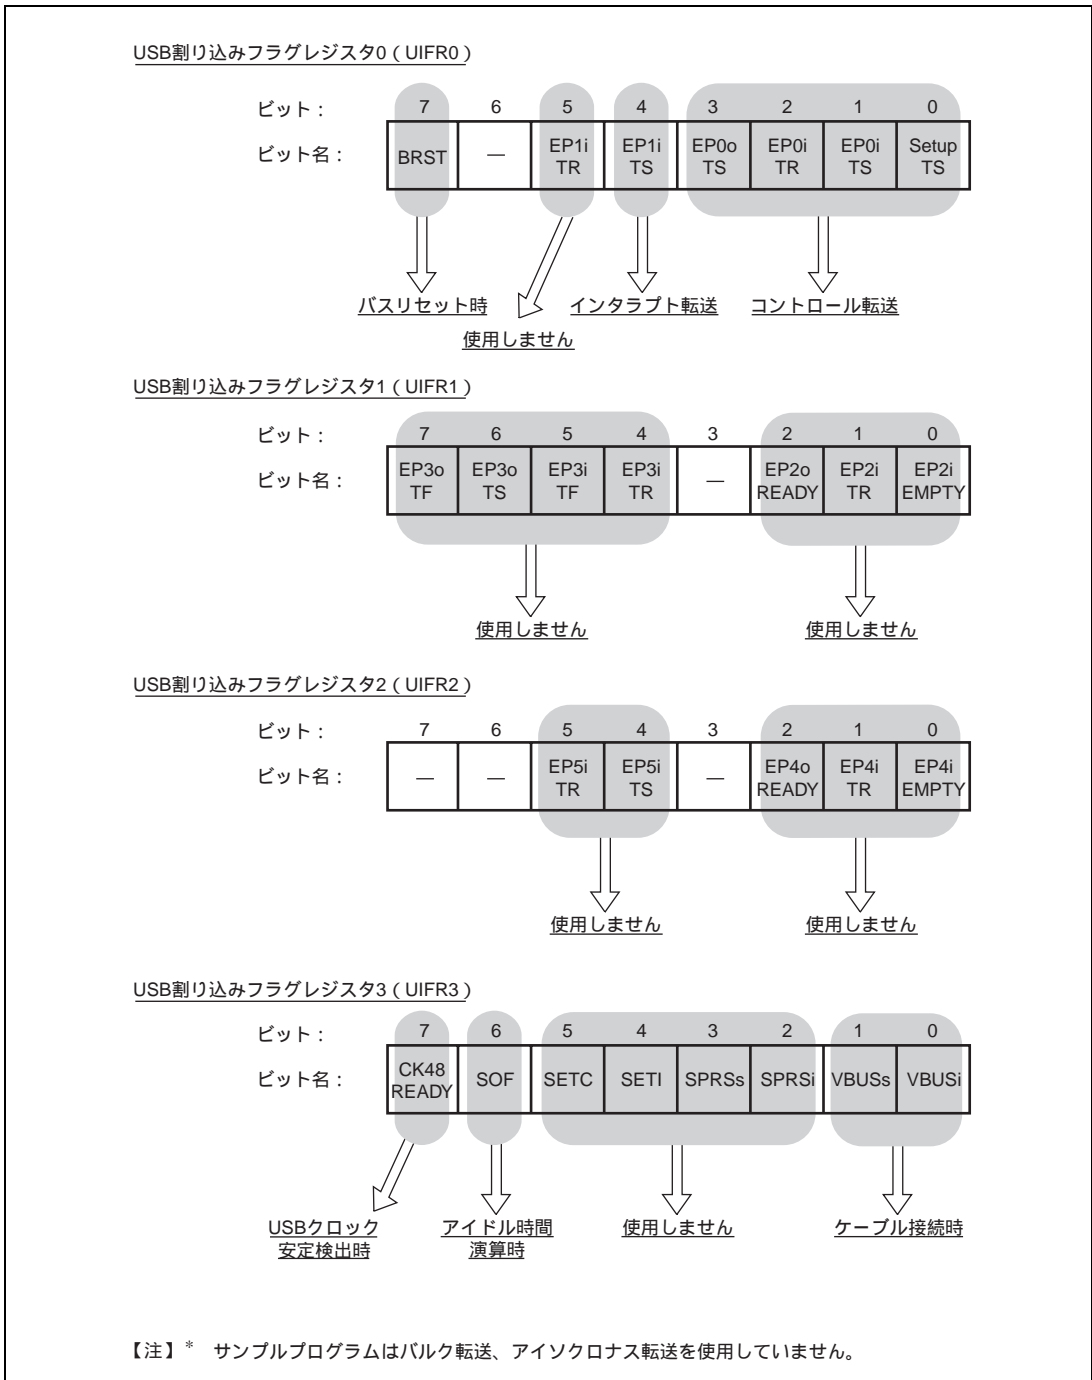 USB割り込みフラグレジスタ0（UIFR0）
ビット： 7 6 5 4 3 2 1 0
ビット名： BRST — EP1i TR EP1i TS EP0o TS EP0i TR EP0i TS Setup TS
バスリセット時 インタラプト転送 コントロール転送
使用しません
USB割り込みフラグレジスタ1（UIFR1）
ビット： 7 6 5 4 3 2 1 0
ビット名： EP3o TF EP3o TS EP3i TF EP3i TR — EP2o READY EP2i TR EP2i EMPTY
使用しません 使用しません
USB割り込みフラグレジスタ2（UIFR2）
ビット： 7 6 5 4 3 2 1 0
ビット名： — — EP5i TR EP5i TS — EP4o READY EP4i TR EP4i EMPTY
使用しません 使用しません
USB割り込みフラグレジスタ3（UIFR3）
ビット： 7 6 5 4 3 2 1 0
ビット名： CK48 READY SOF SETC SETI SPRSs SPRSi VBUSs VBUSi
USBクロック アイドル時間 使用しません ケーブル接続時
安定検出時 演算時
【注】* サンプルプログラムはバルク転送、アイソクロナス転送を使用していません。